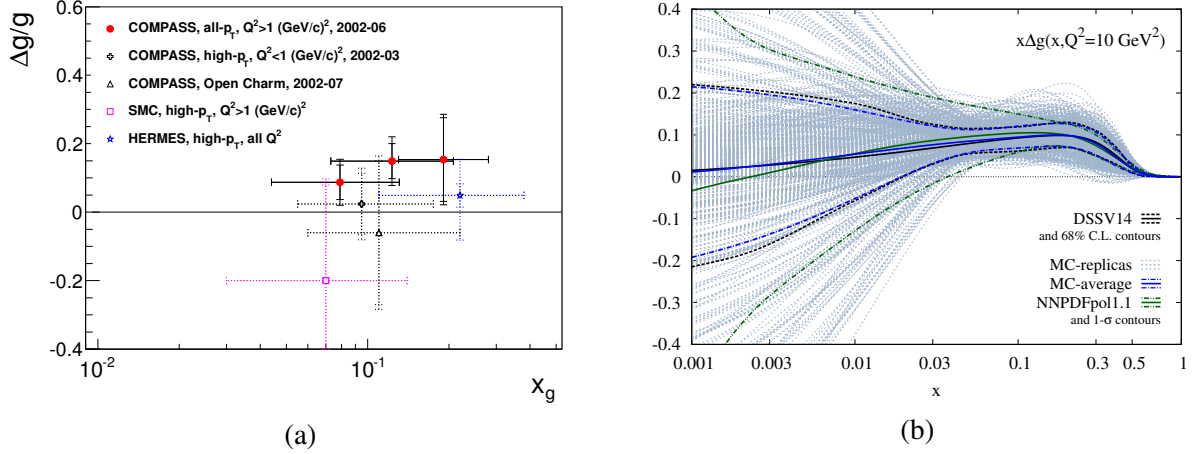 Δg/g
0.6
0.4
0.2
0
-0.2
-0.4
COMPASS, all-p_T, Q²>1 (GeV/c)², 2002-06
COMPASS, high-p_T, Q²<1 (GeV/c)², 2002-03
COMPASS, Open Charm, 2002-07
SMC, high-p_T, Q²>1 (GeV/c)²
HERMES, high-p_T, all Q²
10⁻²
10⁻¹
1
x_g
(a)
0.4
0.3
0.2
0.1
0
-0.1
-0.2
-0.3
-0.4
xΔg(x,Q²=10 GeV²)
DSSV14
and 68% C.L. contours
MC-replicas
MC-average
NNPDFpol1.1
and 1-σ contours
0.001
0.003
0.01
0.03
0.1
0.3
0.5
1
x
(b)